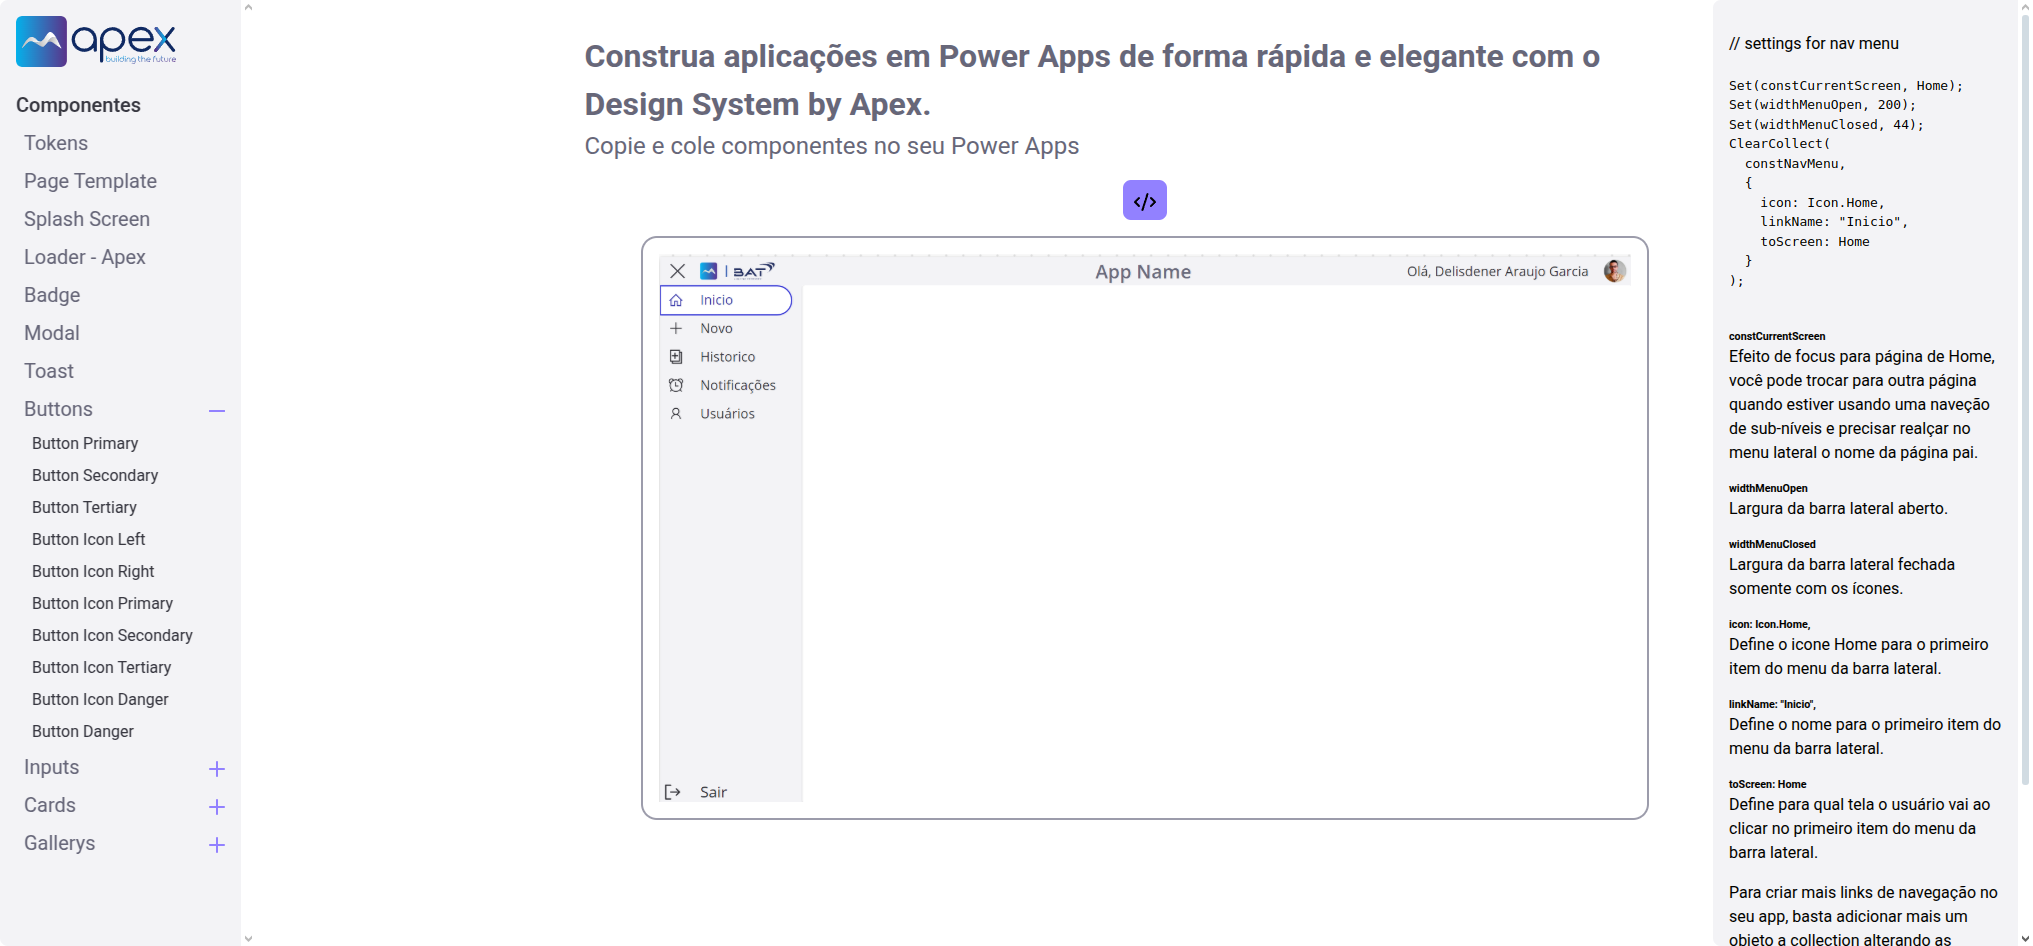 apex
building the future
Componentes
Tokens
Page Template
Splash Screen
Loader - Apex
Badge
Modal
Toast
Buttons
Button Primary
Button Secondary
Button Tertiary
Button Icon Left
Button Icon Right
Button Icon Primary
Button Icon Secondary
Button Icon Tertiary
Button Icon Danger
Button Danger
Inputs
Cards
Gallerys
Construa aplicações em Power Apps de forma rápida e elegante com o
Design System by Apex.
Copie e cole componentes no seu Power Apps
</>
BAT
App Name
Olá, Delisdener Araujo Garcia
Inicio
Novo
Historico
Notificações
Usuários
Sair
// settings for nav menu
Set(constCurrentScreen, Home);
Set(widthMenuOpen, 200);
Set(widthMenuClosed, 44);
ClearCollect(
constNavMenu,
{
icon: Icon.Home,
linkName: "Inicio",
toScreen: Home
}
);
constCurrentScreen
Efeito de focus para página de Home,
você pode trocar para outra página
quando estiver usando uma naveção
de sub-níveis e precisar realçar no
menu lateral o nome da página pai.
widthMenuOpen
Largura da barra lateral aberto.
widthMenuClosed
Largura da barra lateral fechada
somente com os ícones.
icon: Icon.Home,
Define o icone Home para o primeiro
item do menu da barra lateral.
linkName: "Inicio",
Define o nome para o primeiro item do
menu da barra lateral.
toScreen: Home
Define para qual tela o usuário vai ao
clicar no primeiro item do menu da
barra lateral.
Para criar mais links de navegação no
seu app, basta adicionar mais um
objeto a collection alterando as